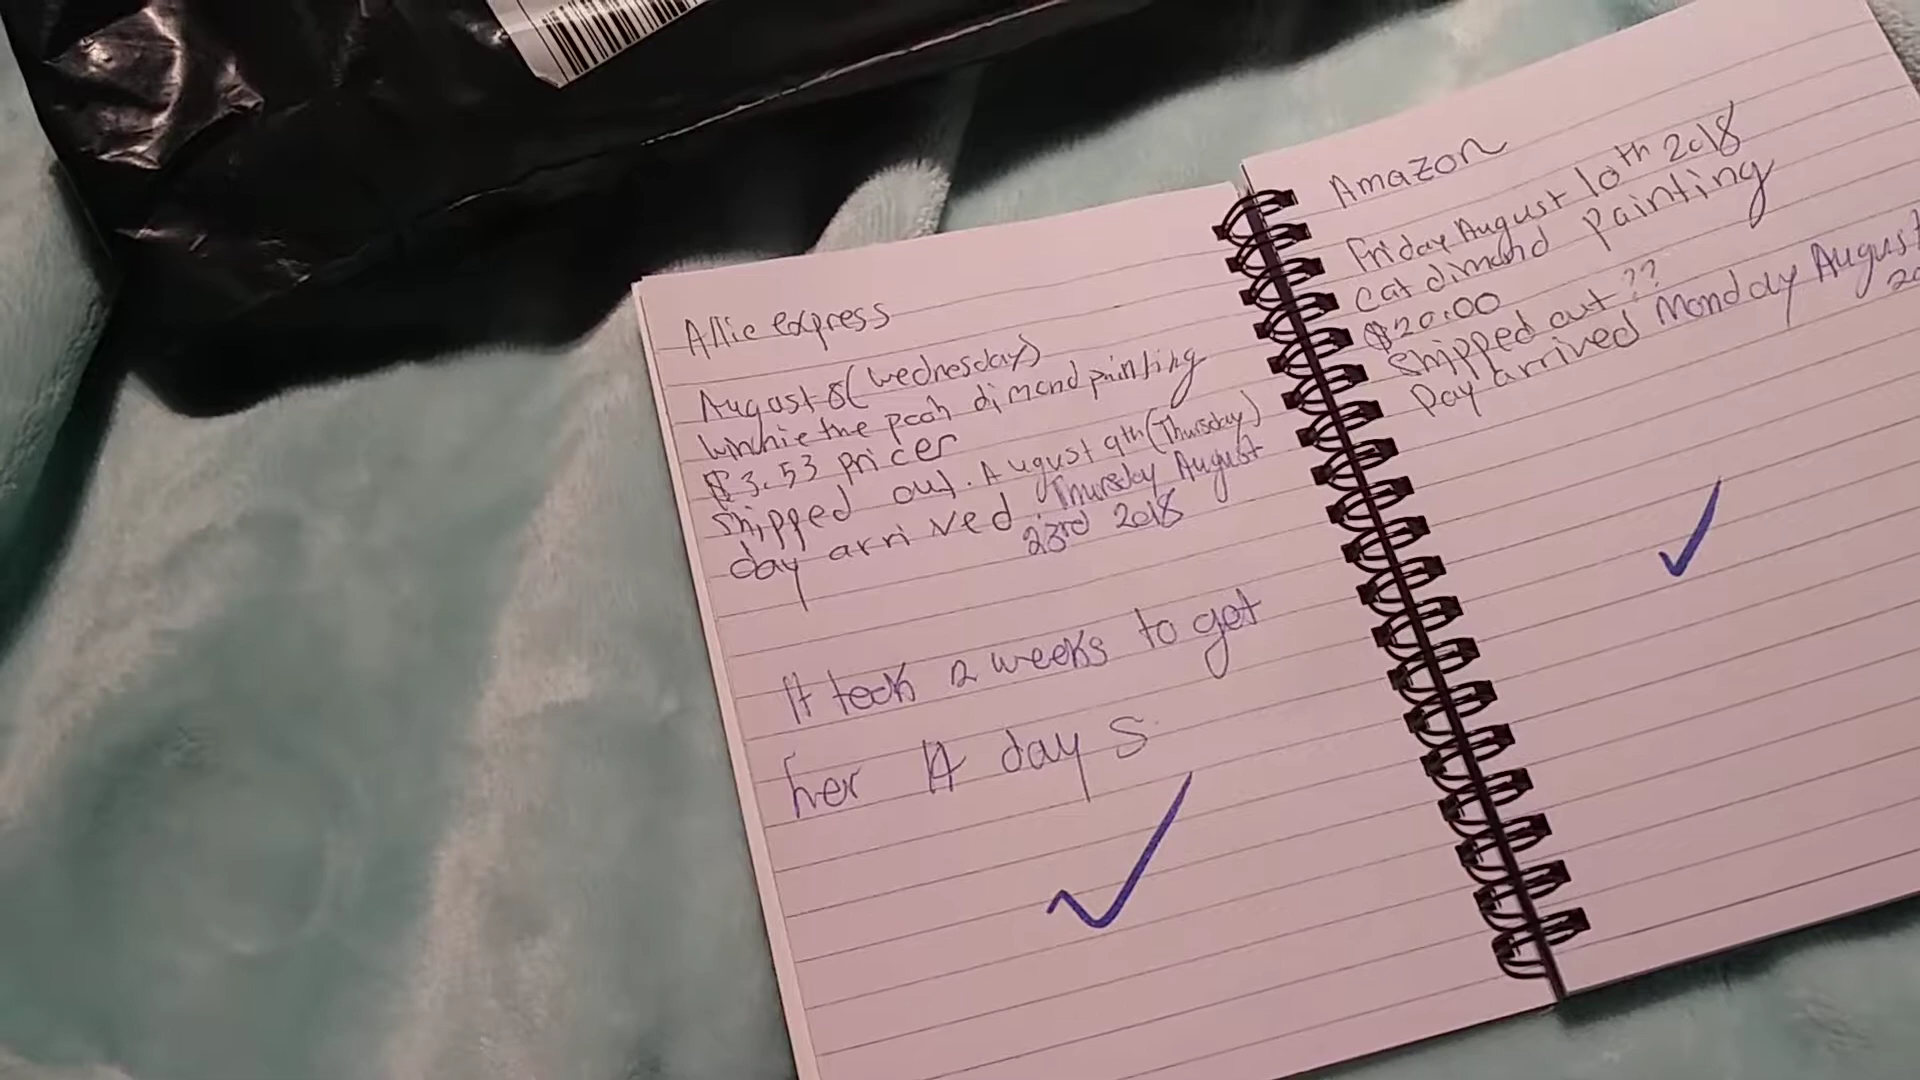 Allie express
August 8 (wednesday)
winnie the pooh dimond painting
$3.53 pricer
shipped out. August 9th (Thursday)
day arrived. Thursday August
23rd 2018
It took 2 weeks to get
her 14 days
Amazon
Friday August 10th 2018
cat dimond painting
$20.00
Shipped out ??
Day arrived Monday August
20